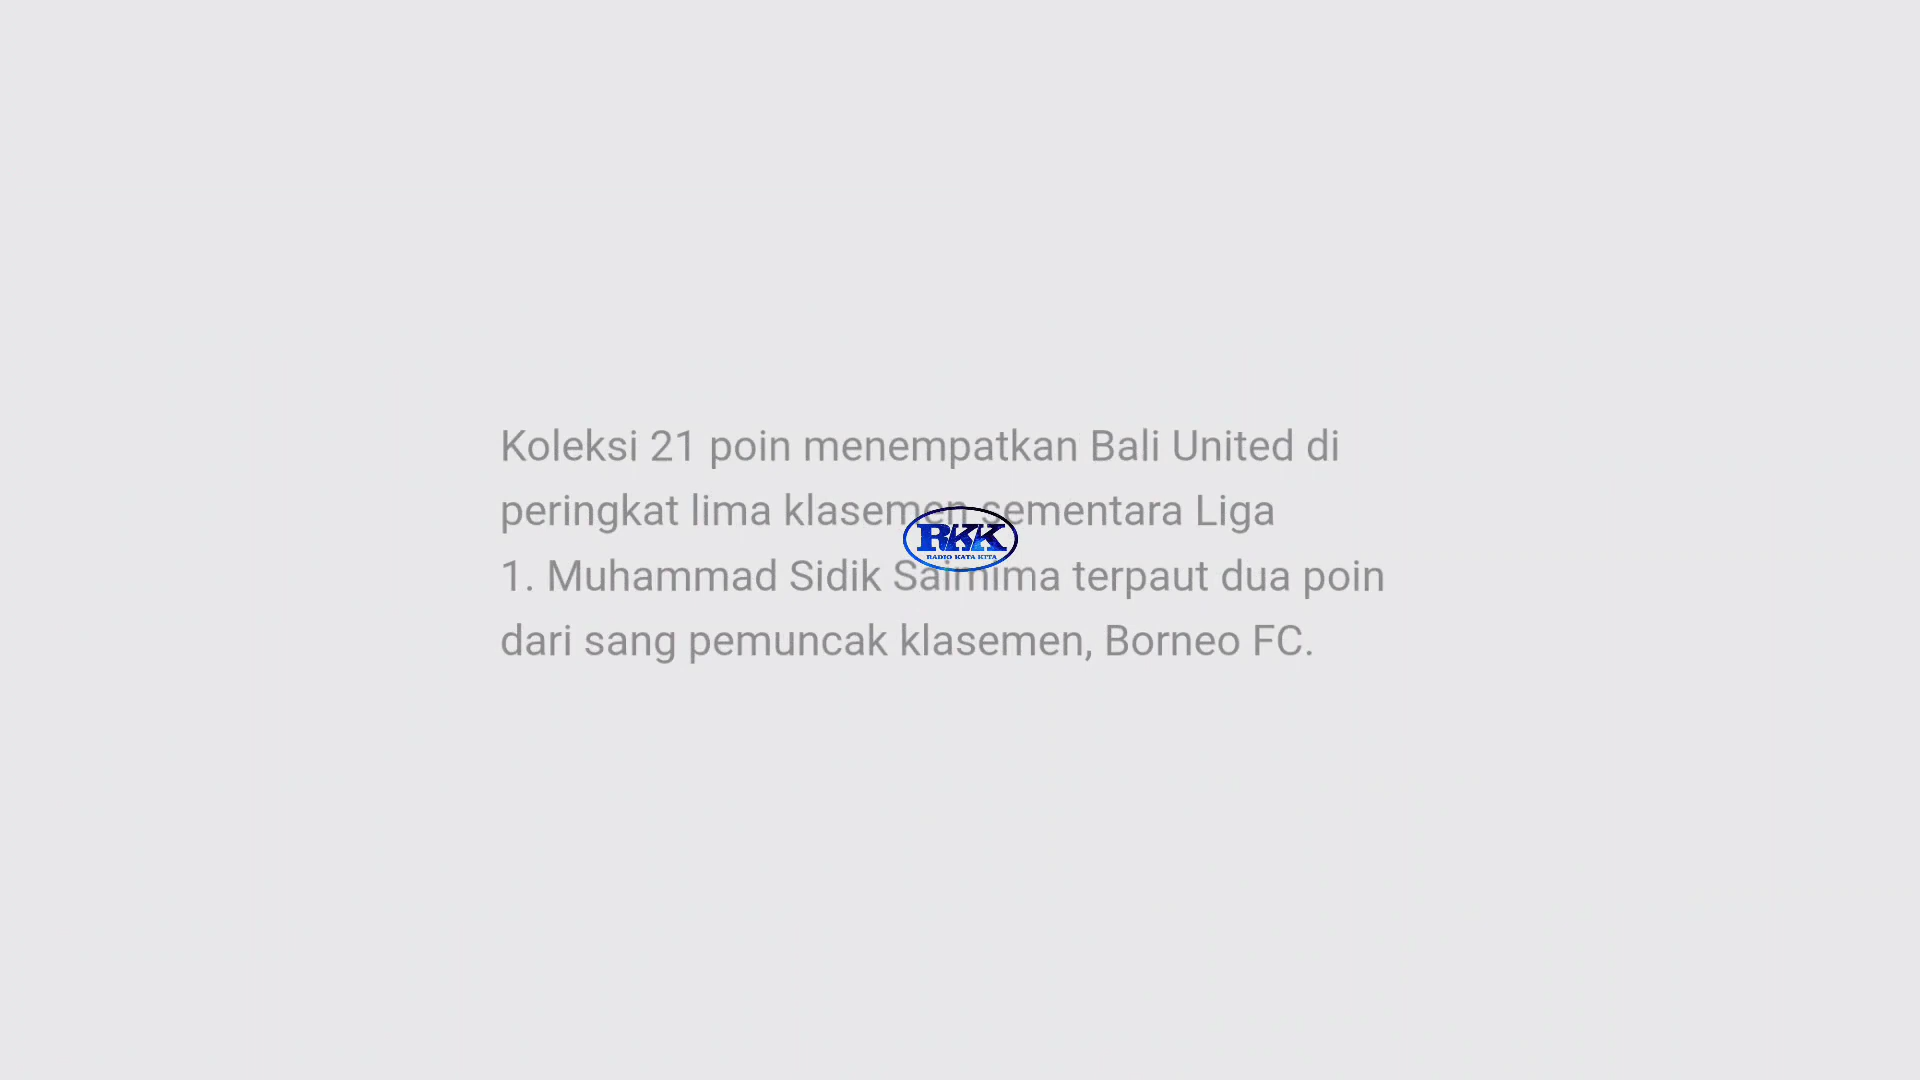 Koleksi 21 poin menempatkan Bali United di
peringkat lima klasemen sementara Liga
RKK
RADIO KATA KITA
1. Muhammad Sidik Saimima terpaut dua poin
dari sang pemuncak klasemen, Borneo FC.